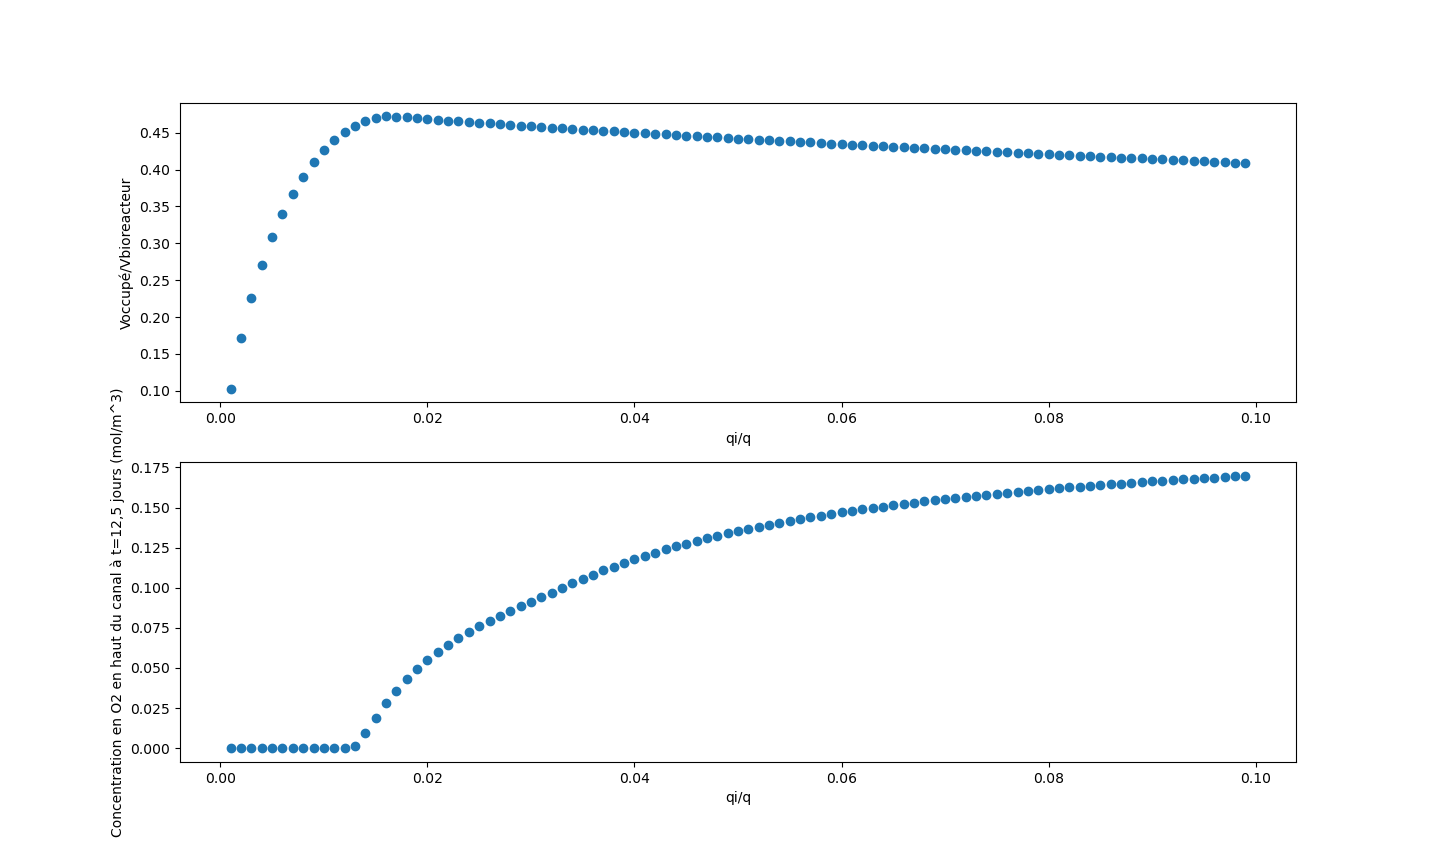 Voccupé/Vbioreacteur
0.45
0.40
0.35
0.30
0.25
0.20
0.15
0.10
0.00 0.02 0.04 0.06 0.08 0.10
qi/q
Concentration en O2 en haut du canal à t=12,5 jours (mol/m^3)
0.175
0.150
0.125
0.100
0.075
0.050
0.025
0.000
0.00 0.02 0.04 0.06 0.08 0.10
qi/q